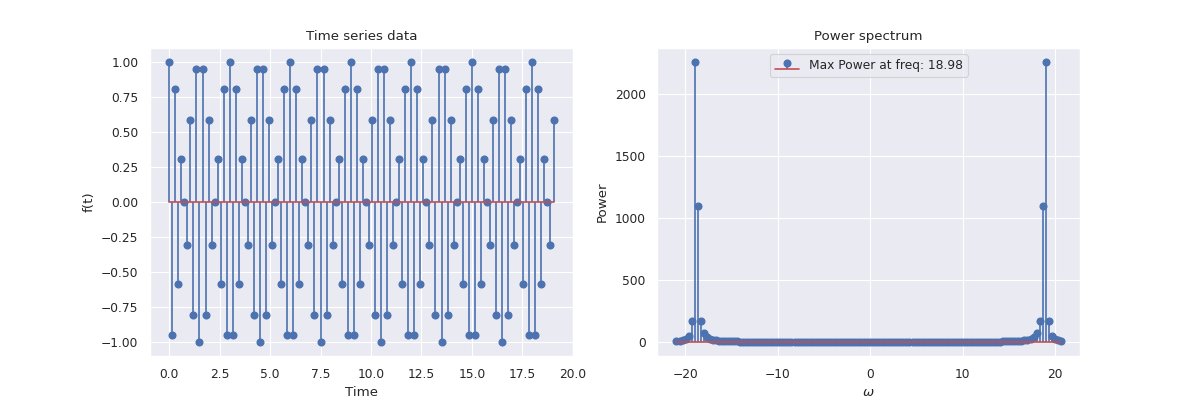 Time series data
1.00
0.75
0.50
0.25
0.00
−0.25
−0.50
−0.75
−1.00
f(t)
0.0 2.5 5.0 7.5 10.0 12.5 15.0 17.5 20.0
Time
Power spectrum
Max Power at freq: 18.98
2000
1500
1000
500
0
Power
−20 −10 0 10 20
ω